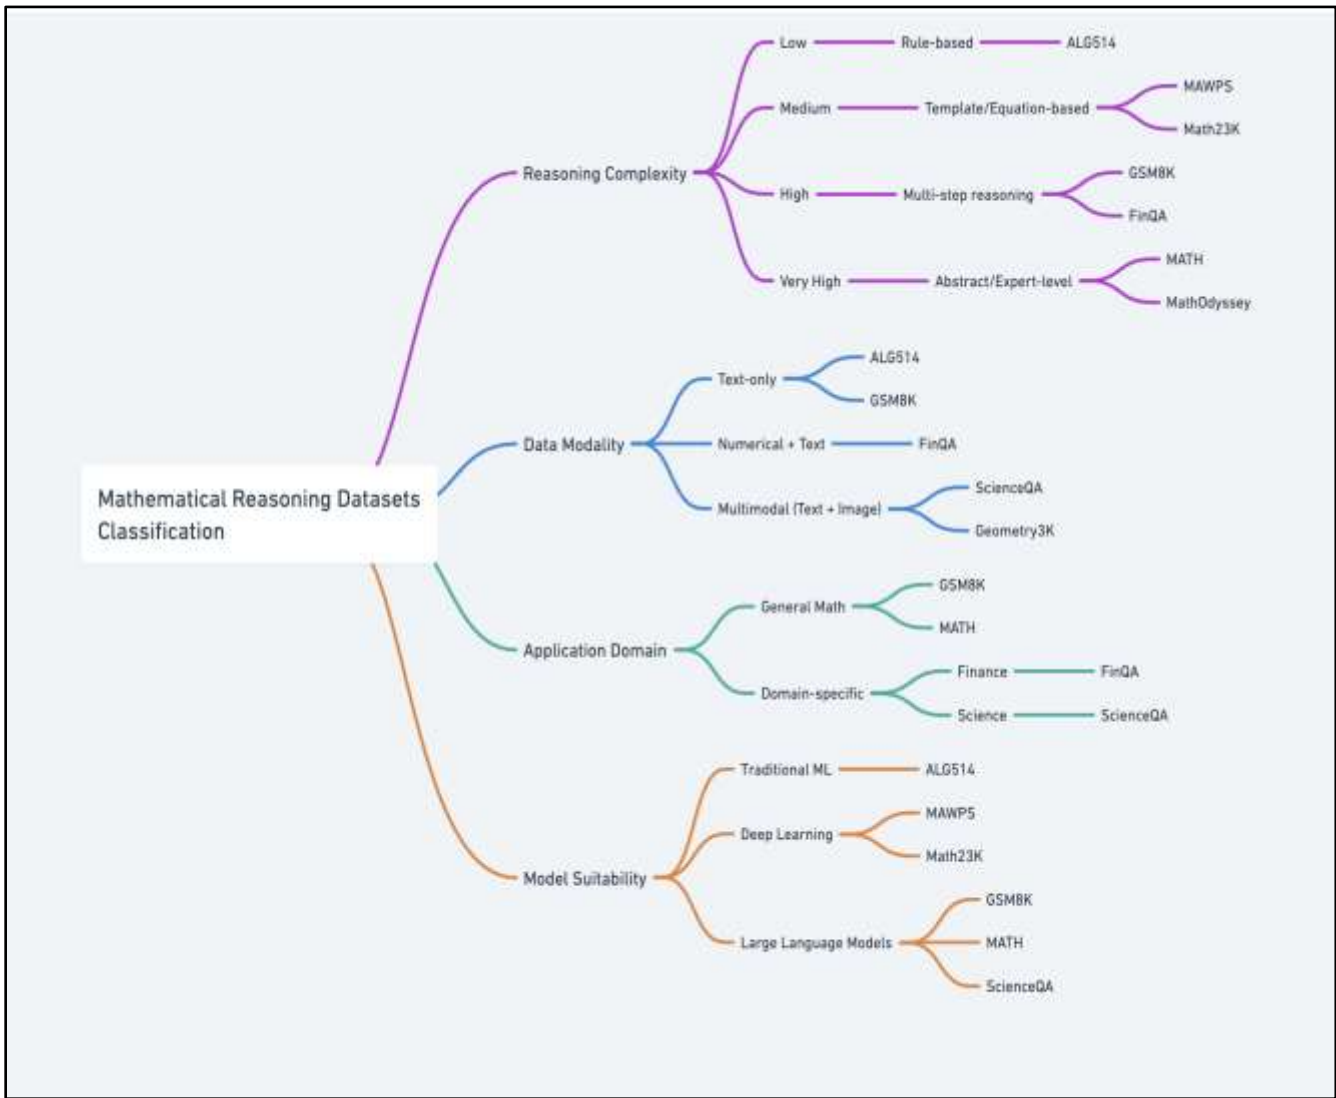 Mathematical Reasoning Datasets
Classification
Reasoning Complexity
Low
Rule-based
ALG514
Medium
Template/Equation-based
MAWPS
Math23K
High
Multi-step reasoning
GSM8K
FinQA
Very High
Abstract/Expert-level
MATH
MathOdyssey
Data Modality
Text-only
ALG514
GSM8K
Numerical + Text
FinQA
Multimodal (Text + Image)
ScienceQA
Geometry3K
Application Domain
General Math
GSM8K
MATH
Domain-specific
Finance
FinQA
Science
ScienceQA
Model Suitability
Traditional ML
ALG514
Deep Learning
MAWPS
Math23K
Large Language Models
GSM8K
MATH
ScienceQA